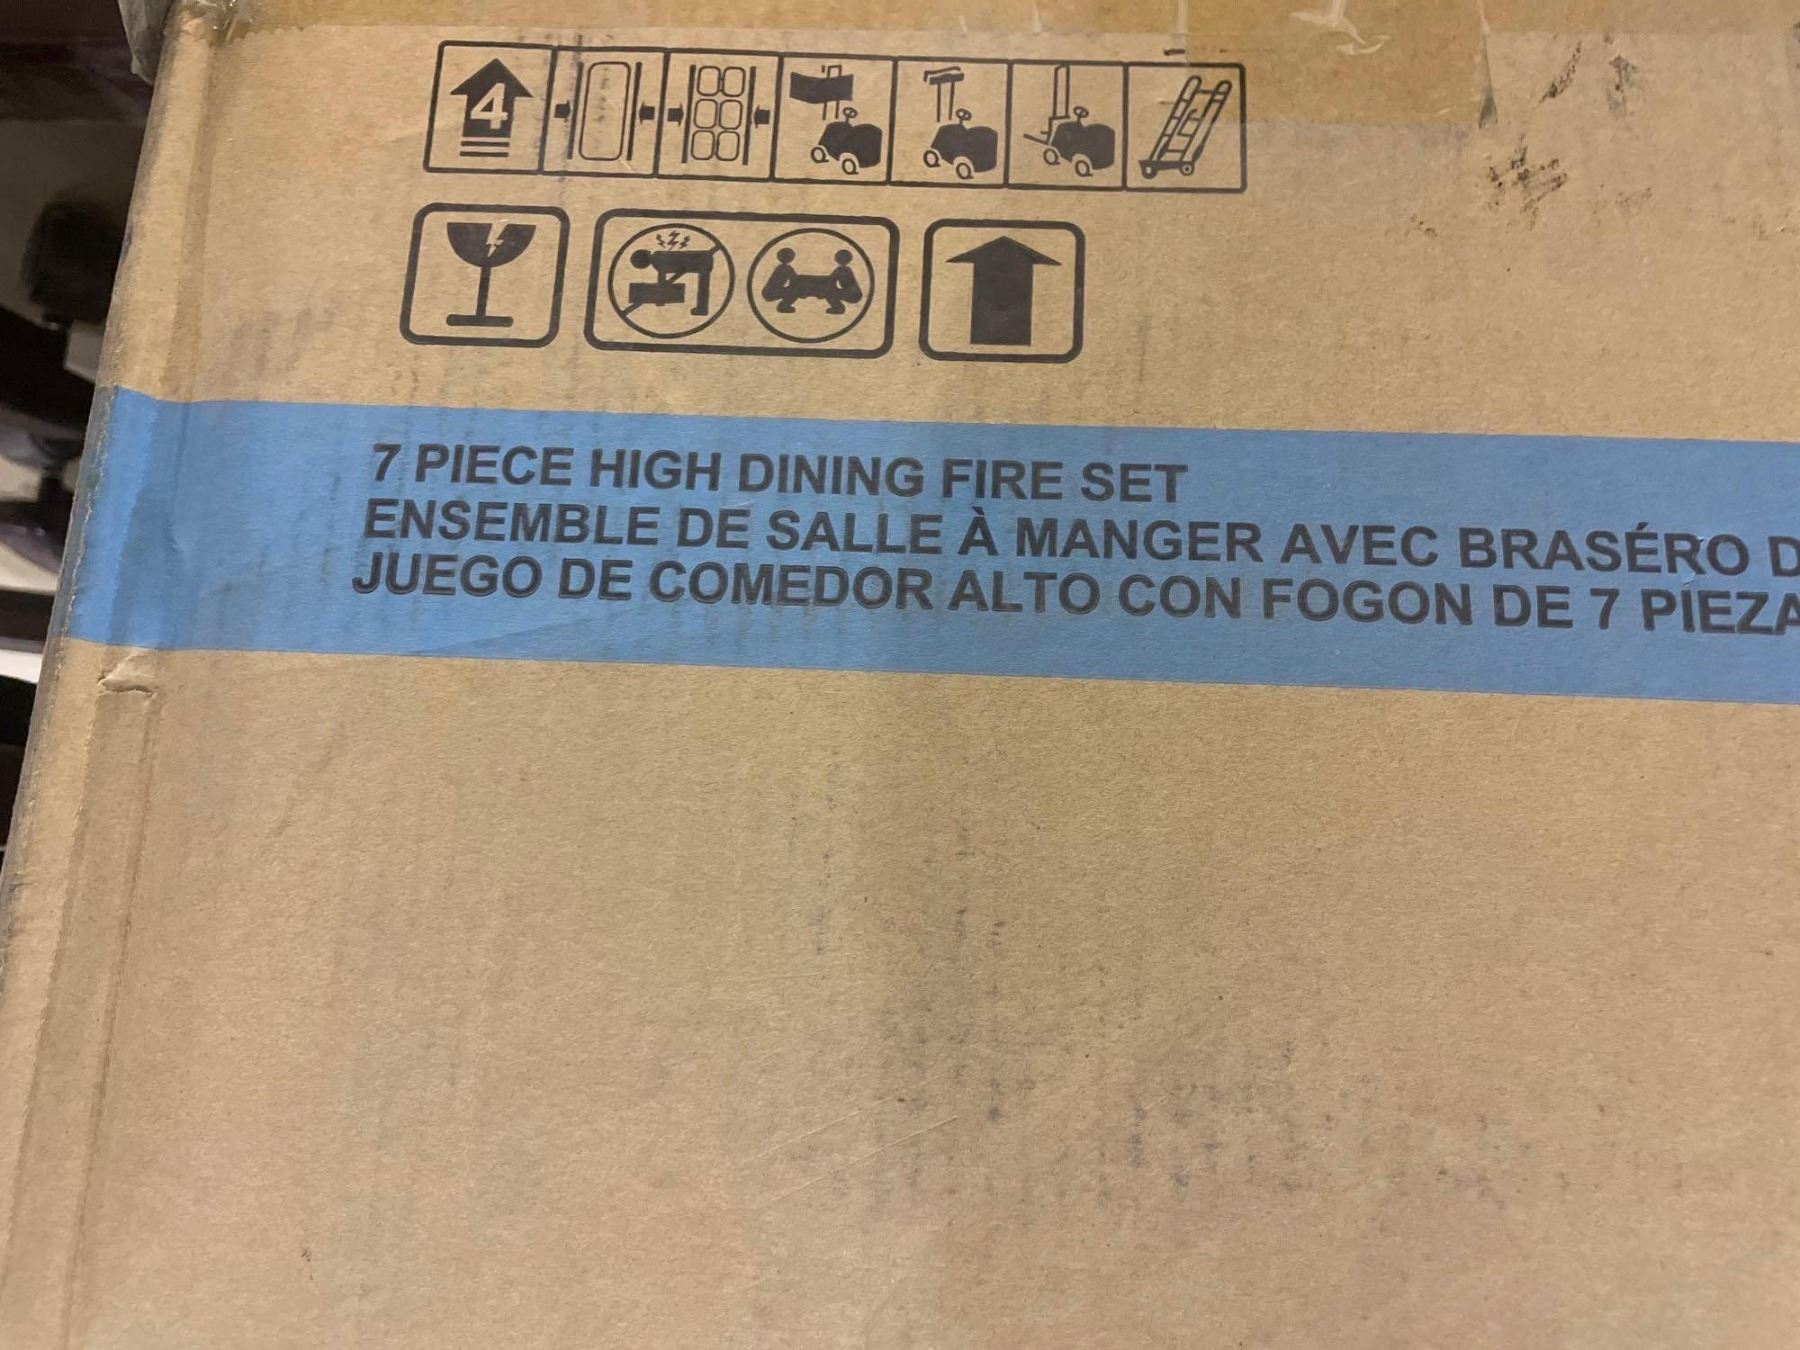 4
7 PIECE HIGH DINING FIRE SET
ENSEMBLE DE SALLE À MANGER AVEC BRASÉRO D
JUEGO DE COMEDOR ALTO CON FOGON DE 7 PIEZA